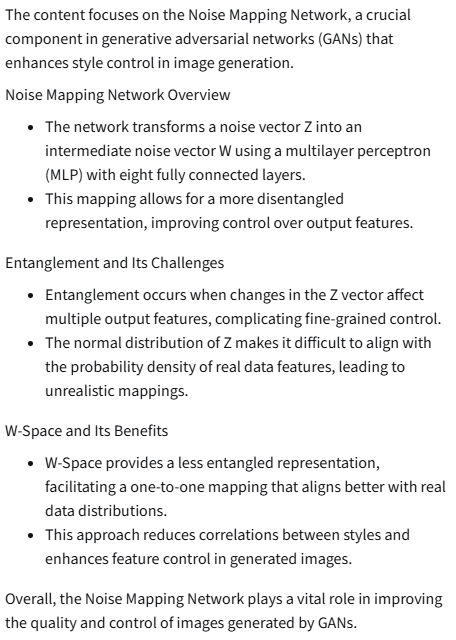 The content focuses on the Noise Mapping Network, a crucial
component in generative adversarial networks (GANs) that
enhances style control in image generation.
Noise Mapping Network Overview
• The network transforms a noise vector Z into an
intermediate noise vector W using a multilayer perceptron
(MLP) with eight fully connected layers.
• This mapping allows for a more disentangled
representation, improving control over output features.
Entanglement and Its Challenges
• Entanglement occurs when changes in the Z vector affect
multiple output features, complicating fine-grained control.
• The normal distribution of Z makes it difficult to align with
the probability density of real data features, leading to
unrealistic mappings.
W-Space and Its Benefits
• W-Space provides a less entangled representation,
facilitating a one-to-one mapping that aligns better with real
data distributions.
• This approach reduces correlations between styles and
enhances feature control in generated images.
Overall, the Noise Mapping Network plays a vital role in improving
the quality and control of images generated by GANs.